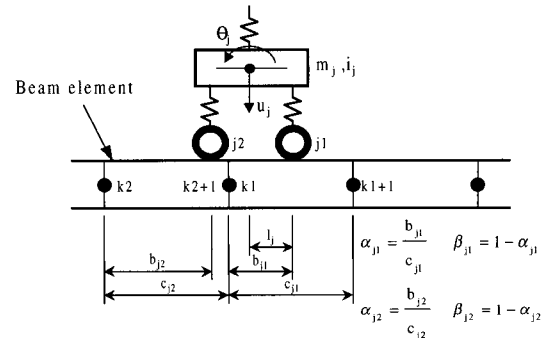 θj
mj , ij
Beam element
uj
j2 j1
k2 k2+1 k1 k1+1
lj
bj2 bj1
cj2 cj1
αj1 = bj1 / cj1 βj1 = 1 − αj1
αj2 = bj2 / cj2 βj2 = 1 − αj2